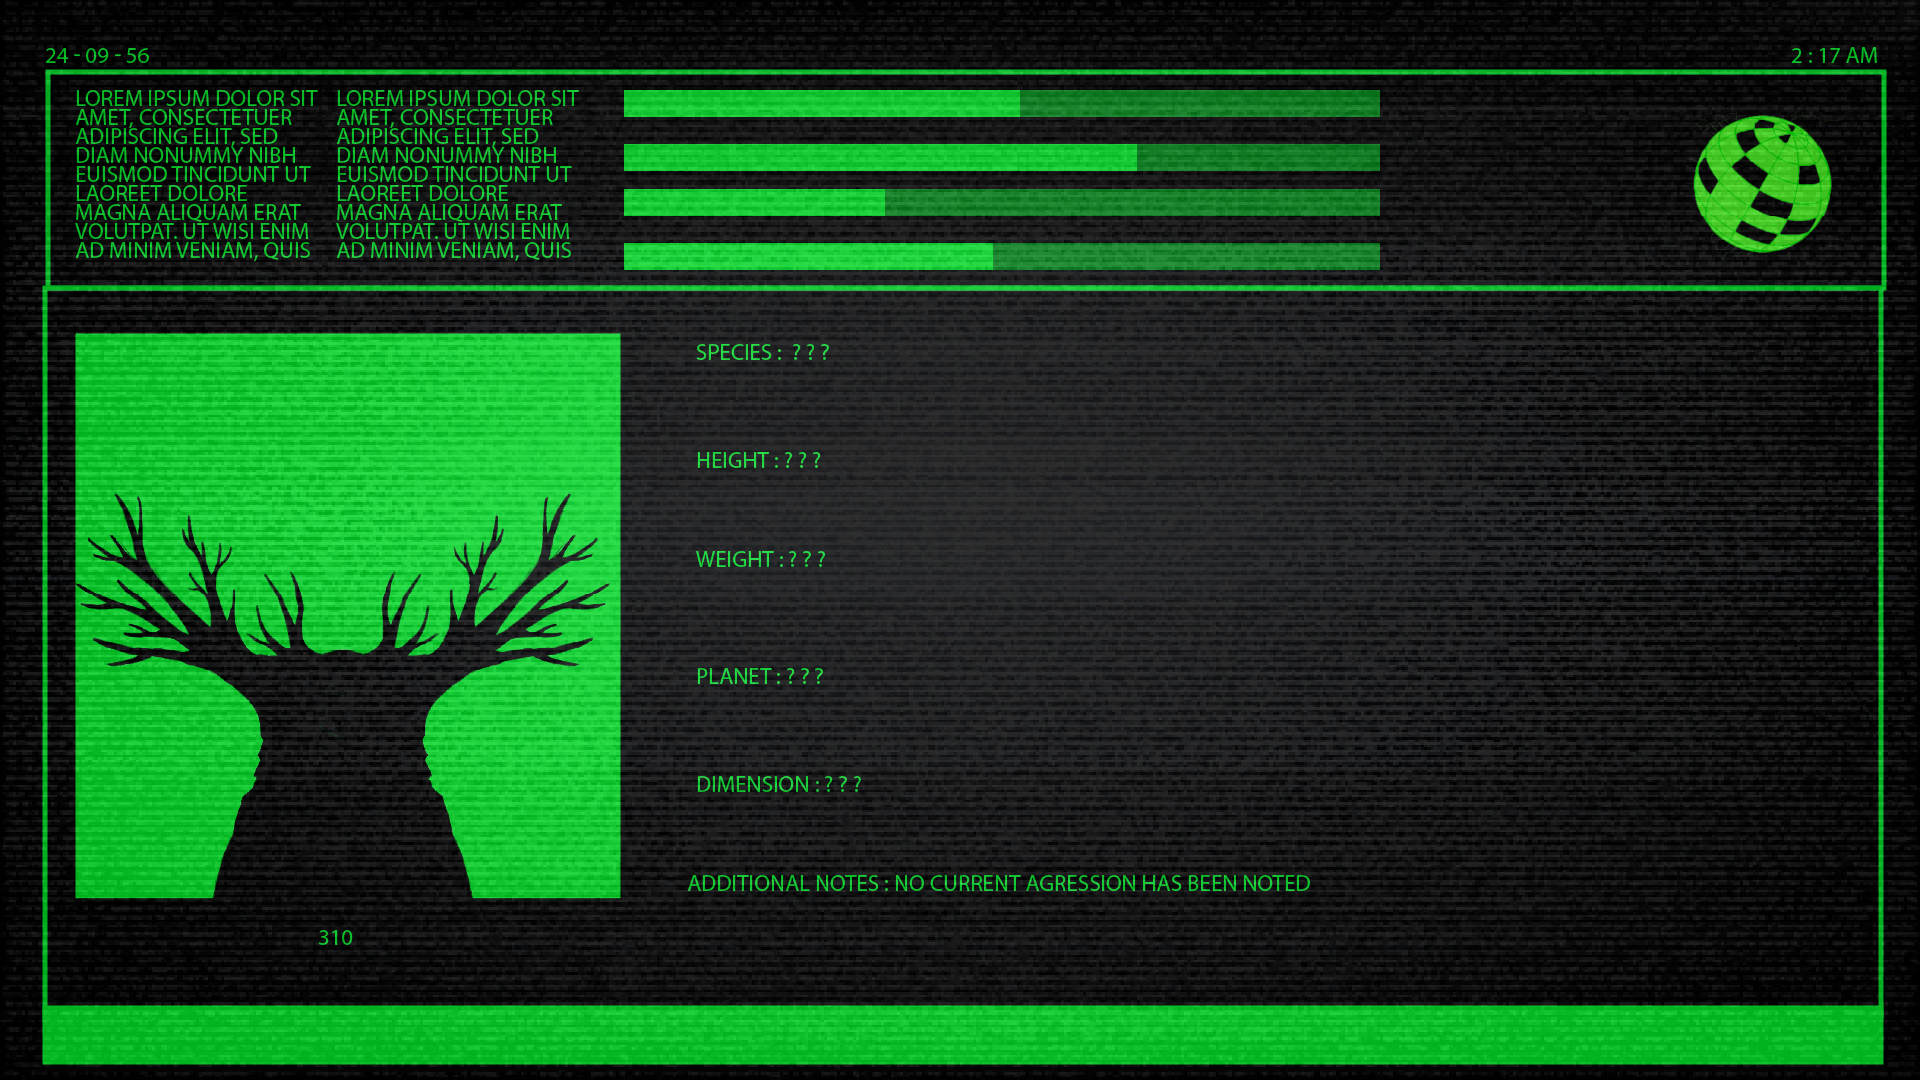 24 - 09 - 56
2 : 17 AM
LOREM IPSUM DOLOR SIT
AMET, CONSECTETUER
ADIPISCING ELIT, SED
DIAM NONUMMY NIBH
EUISMOD TINCIDUNT UT
LAOREET DOLORE
MAGNA ALIQUAM ERAT
VOLUTPAT. UT WISI ENIM
AD MINIM VENIAM, QUIS
LOREM IPSUM DOLOR SIT
AMET, CONSECTETUER
ADIPISCING ELIT, SED
DIAM NONUMMY NIBH
EUISMOD TINCIDUNT UT
LAOREET DOLORE
MAGNA ALIQUAM ERAT
VOLUTPAT. UT WISI ENIM
AD MINIM VENIAM, QUIS
SPECIES : ? ? ?
HEIGHT : ? ? ?
WEIGHT : ? ? ?
PLANET : ? ? ?
DIMENSION : ? ? ?
ADDITIONAL NOTES : NO CURRENT AGRESSION HAS BEEN NOTED
310